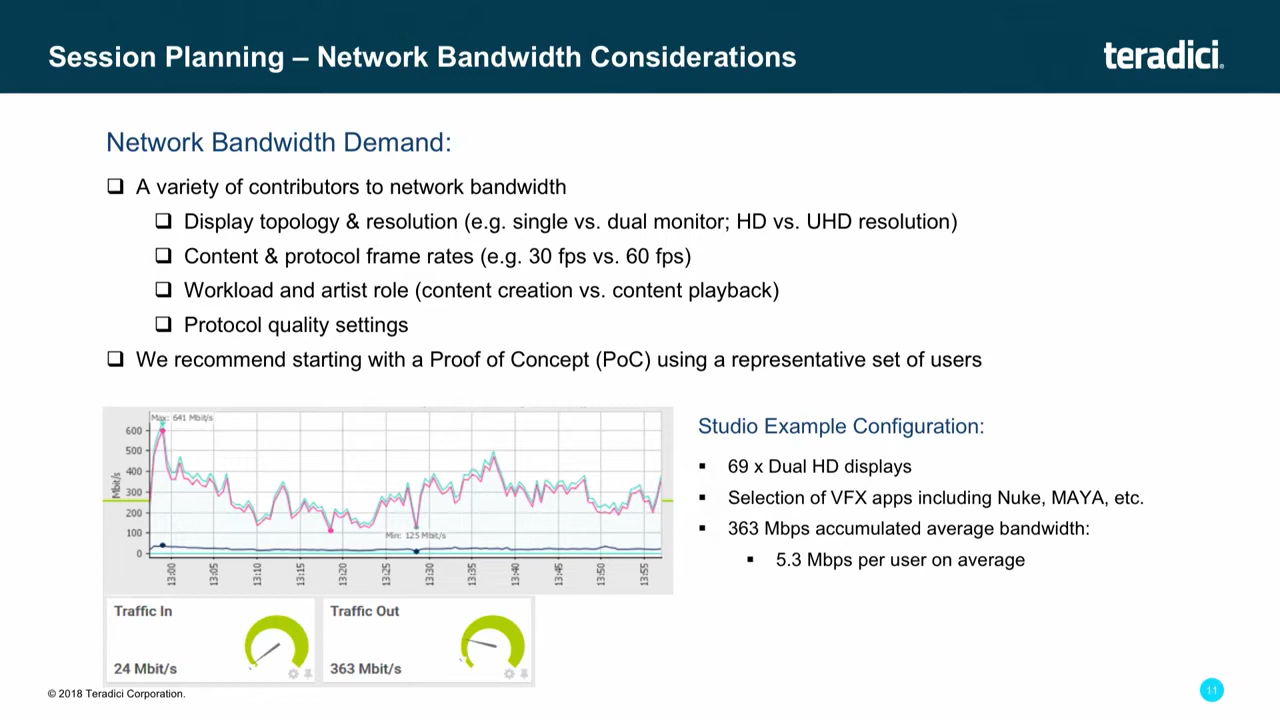 Session Planning – Network Bandwidth Considerations
teradici.
Network Bandwidth Demand:
A variety of contributors to network bandwidth
Display topology & resolution (e.g. single vs. dual monitor; HD vs. UHD resolution)
Content & protocol frame rates (e.g. 30 fps vs. 60 fps)
Workload and artist role (content creation vs. content playback)
Protocol quality settings
We recommend starting with a Proof of Concept (PoC) using a representative set of users
Max: 641 Mbit/s
600
500
400
300
200
100
0
Mbit/s
Min: 125 Mbit/s
13:00
13:05
13:10
13:15
13:20
13:25
13:30
13:35
13:40
13:45
13:50
13:55
Studio Example Configuration:
69 x Dual HD displays
Selection of VFX apps including Nuke, MAYA, etc.
363 Mbps accumulated average bandwidth:
5.3 Mbps per user on average
Traffic In
24 Mbit/s
Traffic Out
363 Mbit/s
© 2018 Teradici Corporation.
11